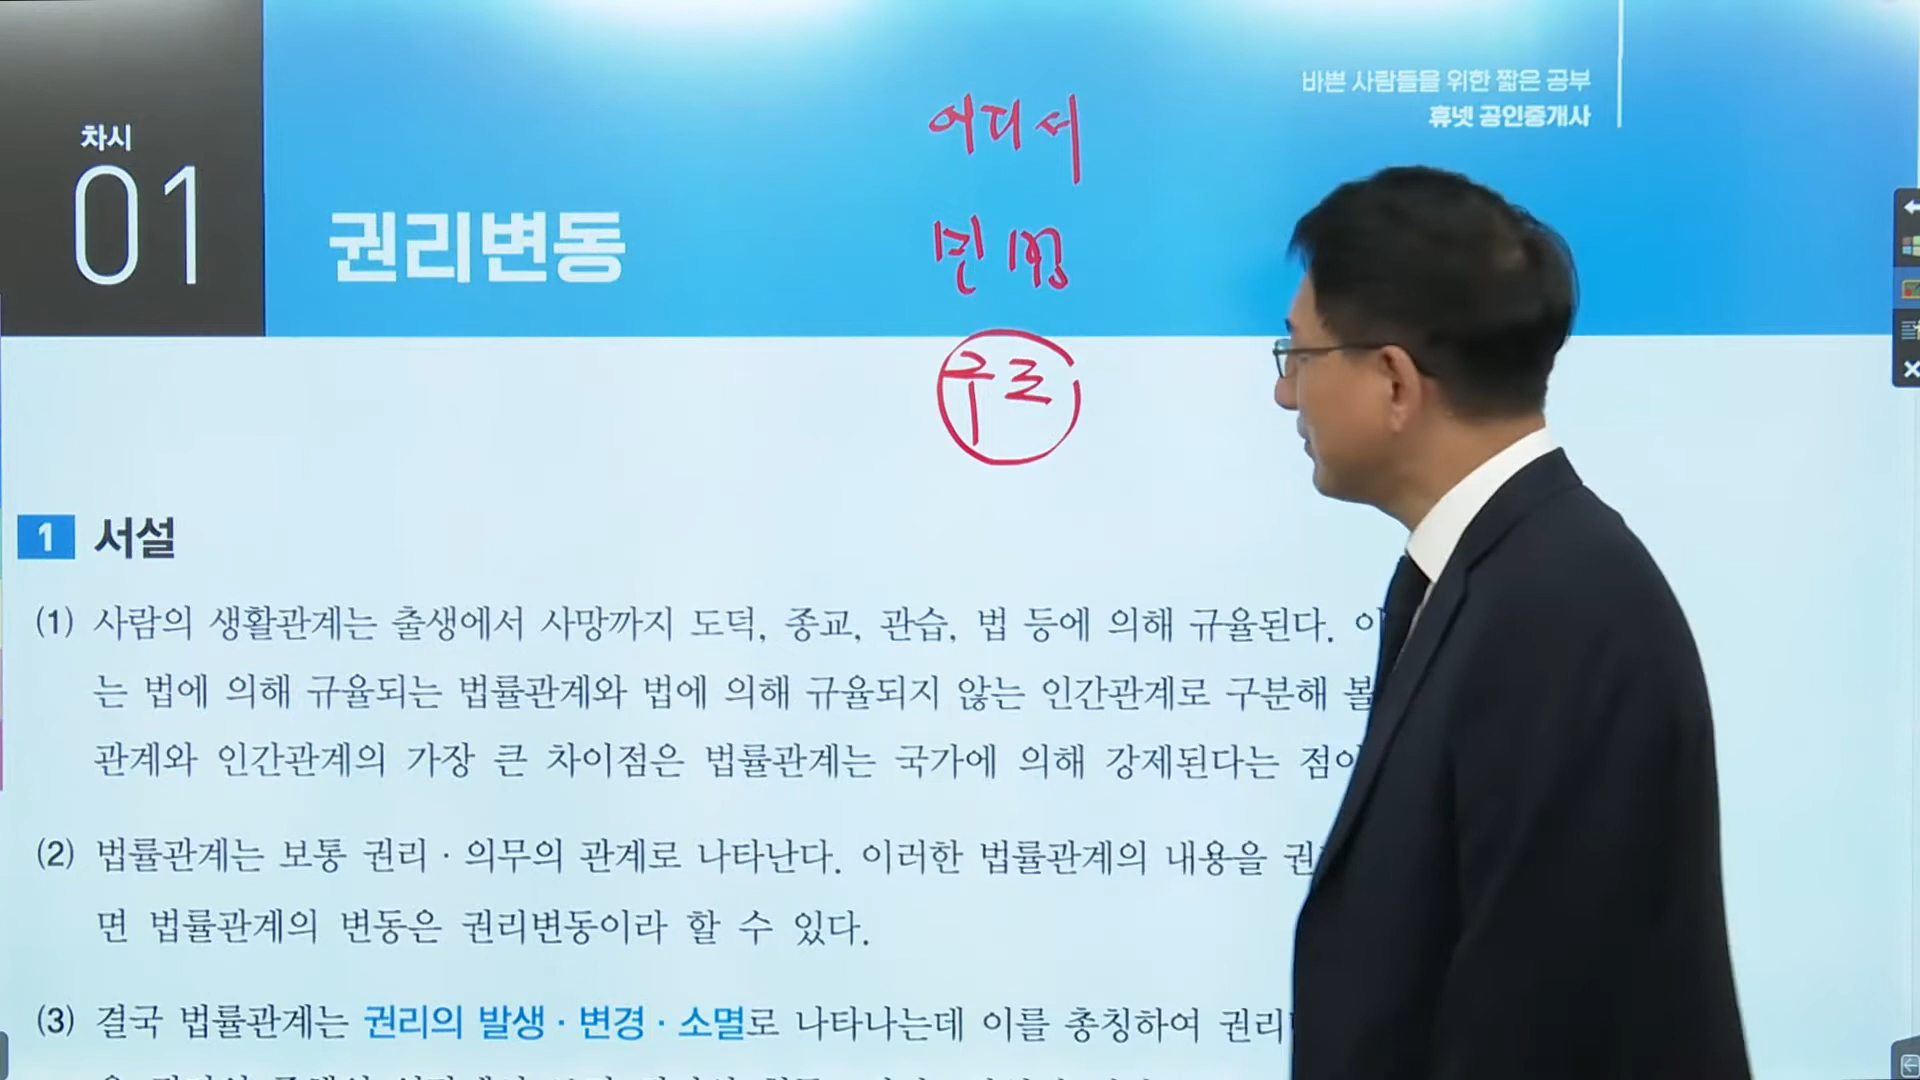 바쁜 사람들을 위한 짧은 공부
휴넷 공인중개사
차시
01
권리변동
어디서
민법
구로
1 서설
(1) 사람의 생활관계는 출생에서 사망까지 도덕, 종교, 관습, 법 등에 의해 규율된다. 이
는 법에 의해 규율되는 법률관계와 법에 의해 규율되지 않는 인간관계로 구분해 볼
관계와 인간관계의 가장 큰 차이점은 법률관계는 국가에 의해 강제된다는 점이
(2) 법률관계는 보통 권리 · 의무의 관계로 나타난다. 이러한 법률관계의 내용을 권
면 법률관계의 변동은 권리변동이라 할 수 있다.
(3) 결국 법률관계는 권리의 발생 · 변경 · 소멸로 나타나는데 이를 총칭하여 권리